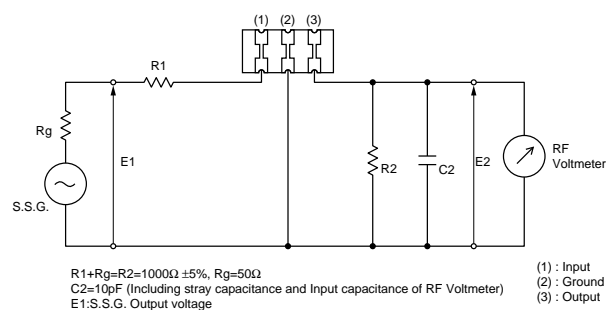 (1) (2) (3)
R1
Rg
E1
S.S.G.
R2
C2
E2
RF
Voltmeter
R1+Rg=R2=1000Ω ±5%, Rg=50Ω
C2=10pF (Including stray capacitance and Input capacitance of RF Voltmeter)
E1:S.S.G. Output voltage
(1) : Input
(2) : Ground
(3) : Output